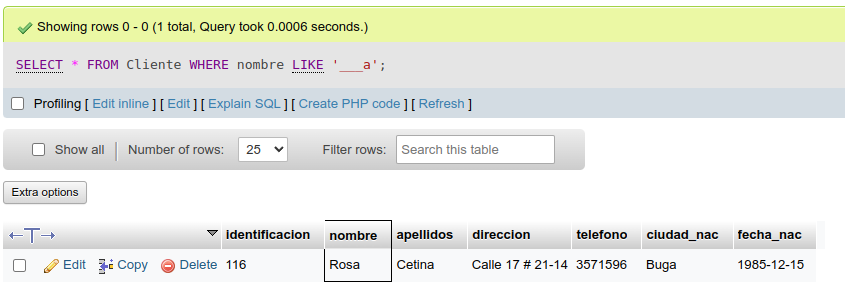 Showing rows 0 - 0 (1 total, Query took 0.0006 seconds.)
SELECT * FROM Cliente WHERE nombre LIKE '___a';
Profiling [ Edit inline ] [ Edit ] [ Explain SQL ] [ Create PHP code ] [ Refresh ]
Show all Number of rows: 25 Filter rows: Search this table
Extra options
identificacion nombre apellidos direccion telefono ciudad_nac fecha_nac
Edit Copy Delete 116 Rosa Cetina Calle 17 # 21-14 3571596 Buga 1985-12-15